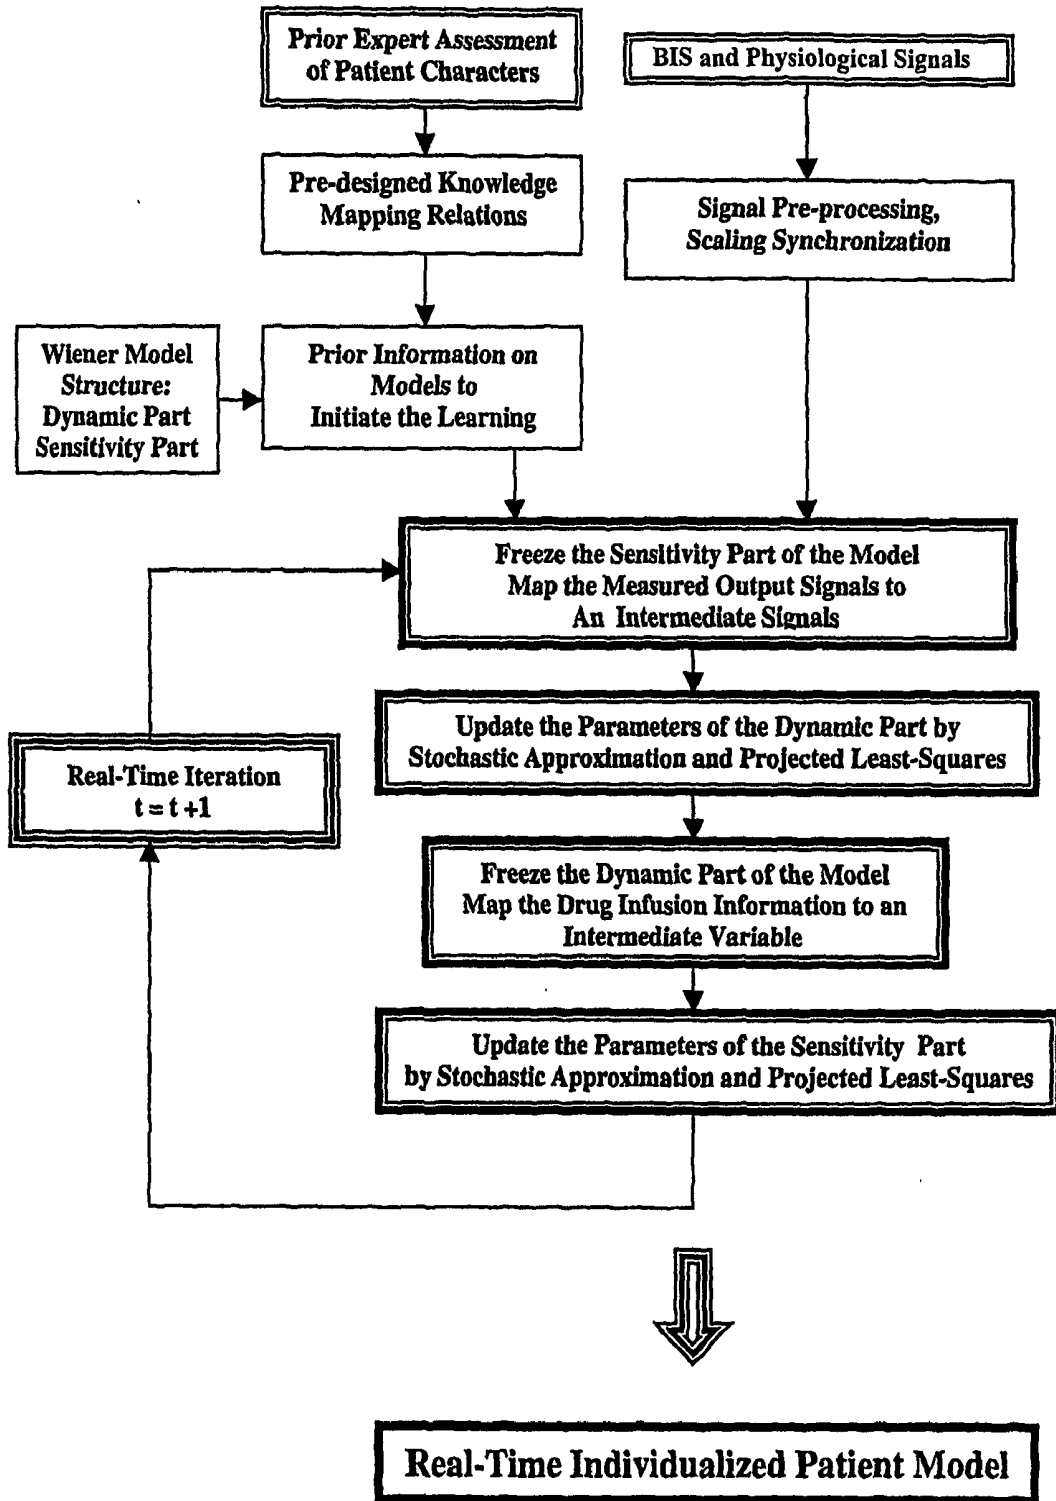 Prior Expert Assessment
of Patient Characters
BIS and Physiological Signals
Pre-designed Knowledge
Mapping Relations
Signal Pre-processing,
Scaling Synchronization
Wiener Model
Structure:
Dynamic Part
Sensitivity Part
Prior Information on
Models to
Initiate the Learning
Freeze the Sensitivity Part of the Model
Map the Measured Output Signals to
An Intermediate Signals
Update the Parameters of the Dynamic Part by
Stochastic Approximation and Projected Least-Squares
Real-Time Iteration
t = t +1
Freeze the Dynamic Part of the Model
Map the Drug Infusion Information to an
Intermediate Variable
Update the Parameters of the Sensitivity Part
by Stochastic Approximation and Projected Least-Squares
Real-Time Individualized Patient Model